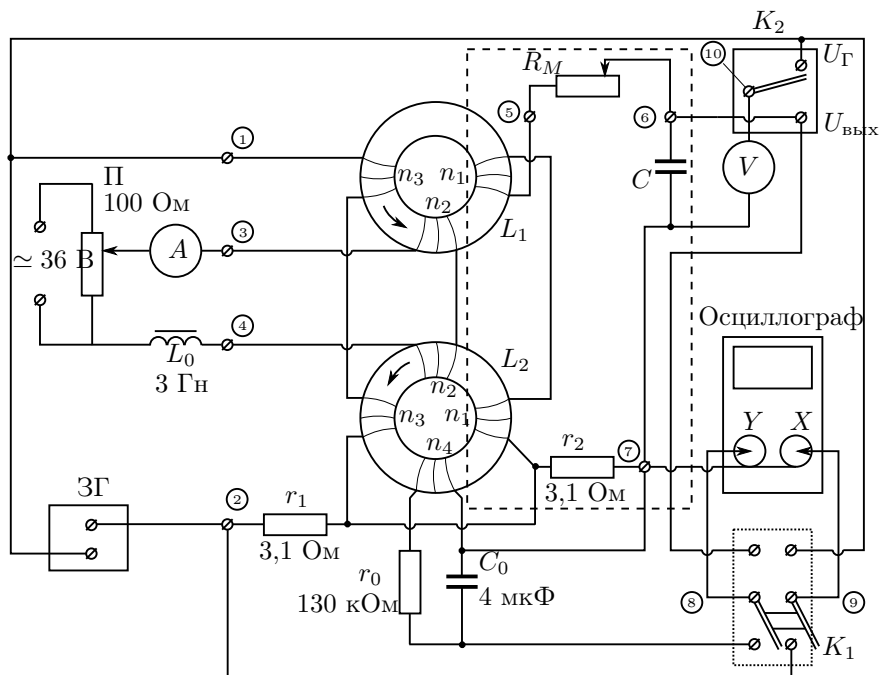 K₂
R_M
⑩
U_Г
⑤
⑥
U_вых
①
n₃
n₁
V
C
П
n₂
100 Ом
L₁
③
A
≃ 36 В
Осциллограф
④
L₀
L₂
3 Гн
n₂
n₃
n₁
Y
X
n₄
r₂
⑦
ЗГ
②
r₁
3,1 Ом
3,1 Ом
C₀
r₀
4 мкФ
130 кОм
⑧
⑨
K₁